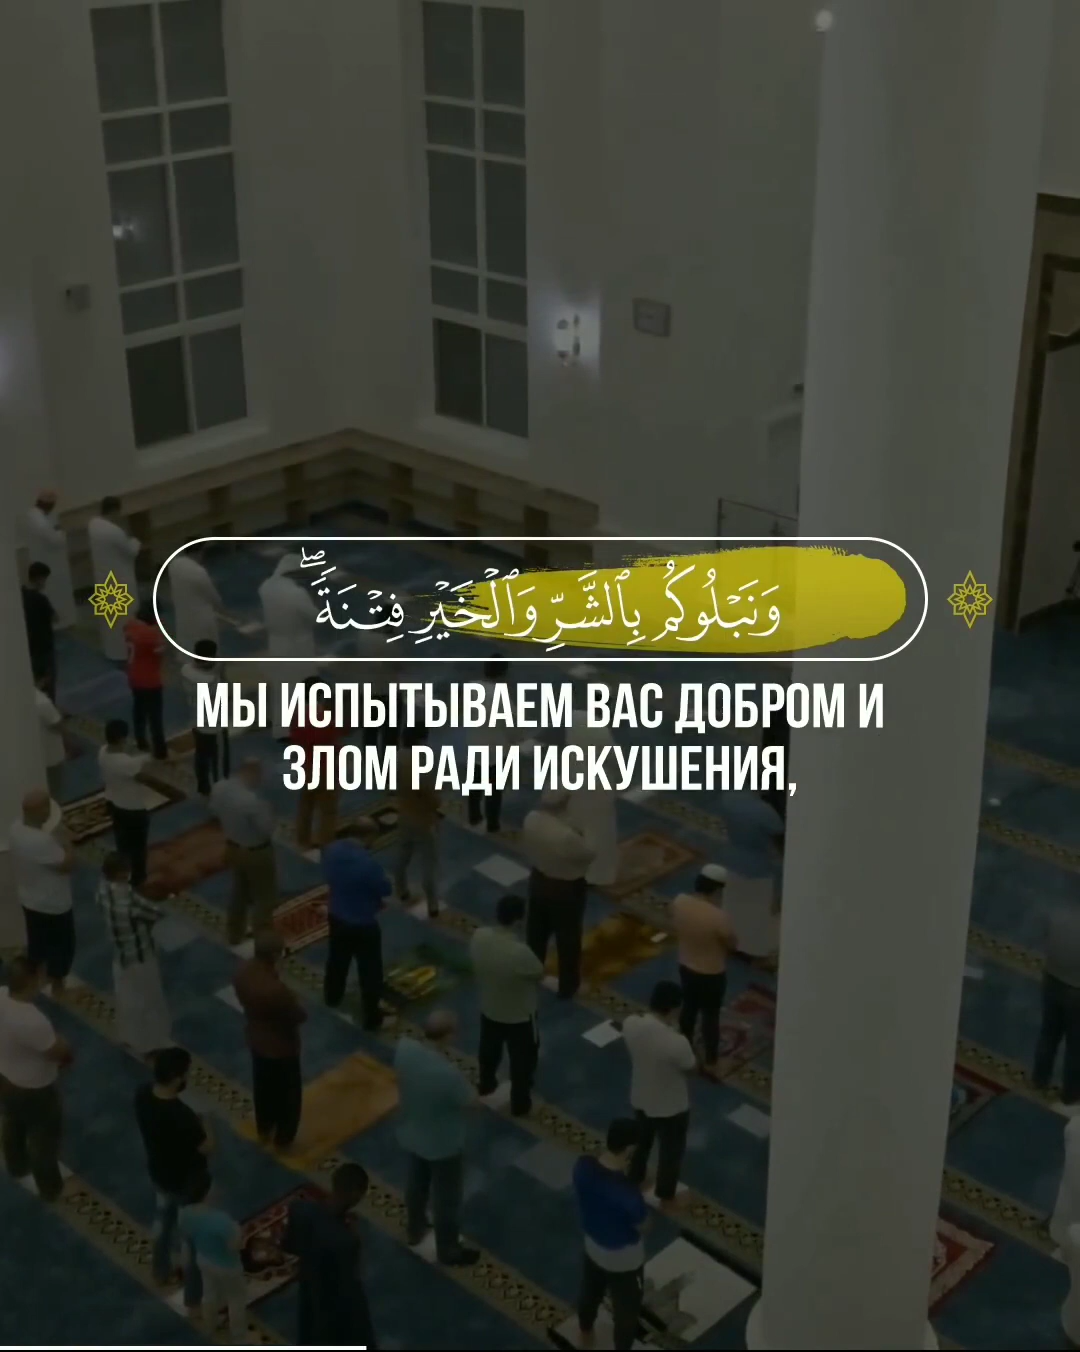 وَنَبْلُوكُم بِٱلشَّرِّ وَٱلْخَيْرِ فِتْنَةًۖ
МЫ ИСПЫТЫВАЕМ ВАС ДОБРОМ И
ЗЛОМ РАДИ ИСКУШЕНИЯ,